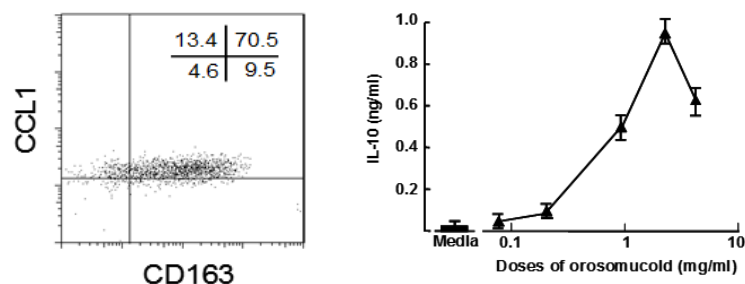 13.4 70.5
4.6 9.5
CCL1
CD163
1.0
0.8
0.6
0.4
0.2
IL-10 (ng/ml)
Media 0.1 1 10
Doses of orosomucold (mg/ml)